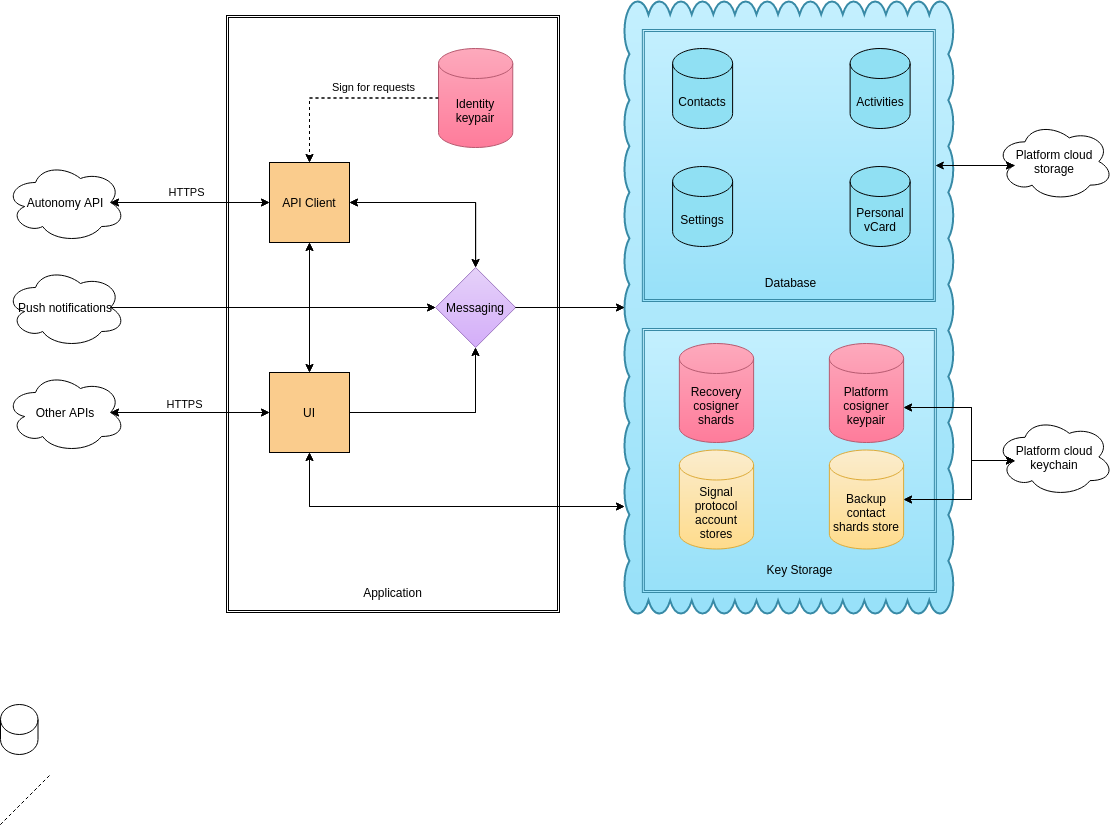 Sign for requests
Identity
keypair
Autonomy API
HTTPS
API Client
Push notifications
Messaging
Other APIs
HTTPS
UI
Application
Contacts
Activities
Settings
Personal
vCard
Database
Platform cloud
storage
Recovery
cosigner
shards
Platform
cosigner
keypair
Signal
protocol
account
stores
Backup
contact
shards store
Key Storage
Platform cloud
keychain